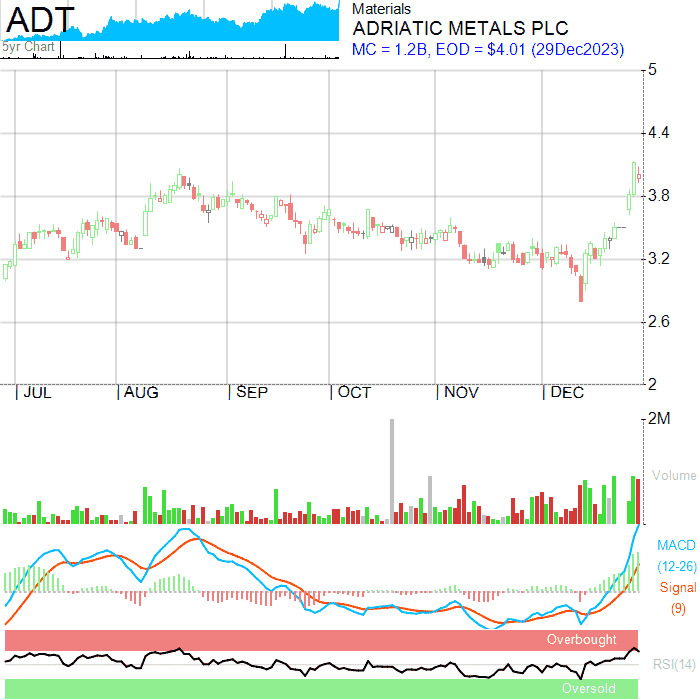 ADT
5yr Chart
Materials
ADRIATIC METALS PLC
MC = 1.2B, EOD = $4.01 (29Dec2023)
5
4.4
3.8
3.2
2.6
2
JUL AUG SEP OCT NOV DEC
2M
Volume
MACD
(12-26)
Signal
(9)
Overbought
RSI(14)
Oversold